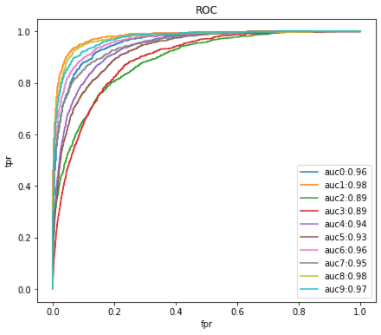 ROC
1.0
0.8
0.6
0.4
0.2
0.0
tpr
auc0:0.96
auc1:0.98
auc2:0.89
auc3:0.89
auc4:0.94
auc5:0.93
auc6:0.96
auc7:0.95
auc8:0.98
auc9:0.97
0.0 0.2 0.4 0.6 0.8 1.0
fpr